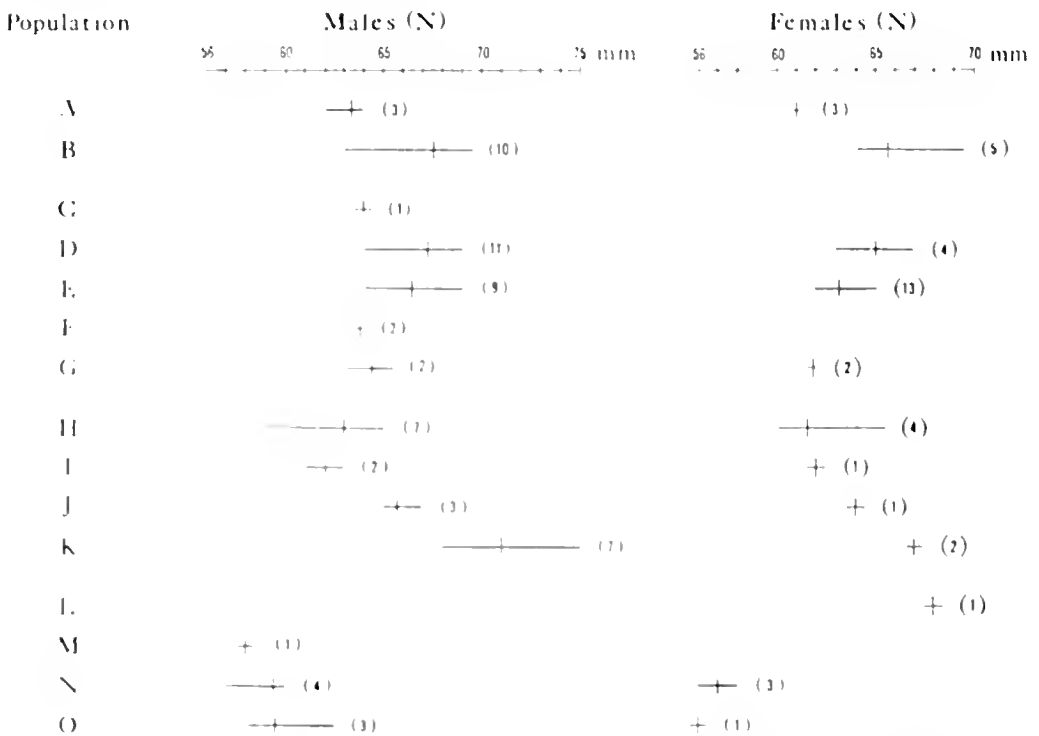 Population Males (N) Females (N)
56 60 65 70 75 mm 56 60 65 70 mm
A (3) (3)
B (10) (5)
C (1)
D (11) (4)
E (9) (13)
F (2)
G (2) (2)
H (7) (4)
I (2) (1)
J (3) (1)
K (7) (2)
L (1)
M (1)
N (4) (3)
O (3) (1)